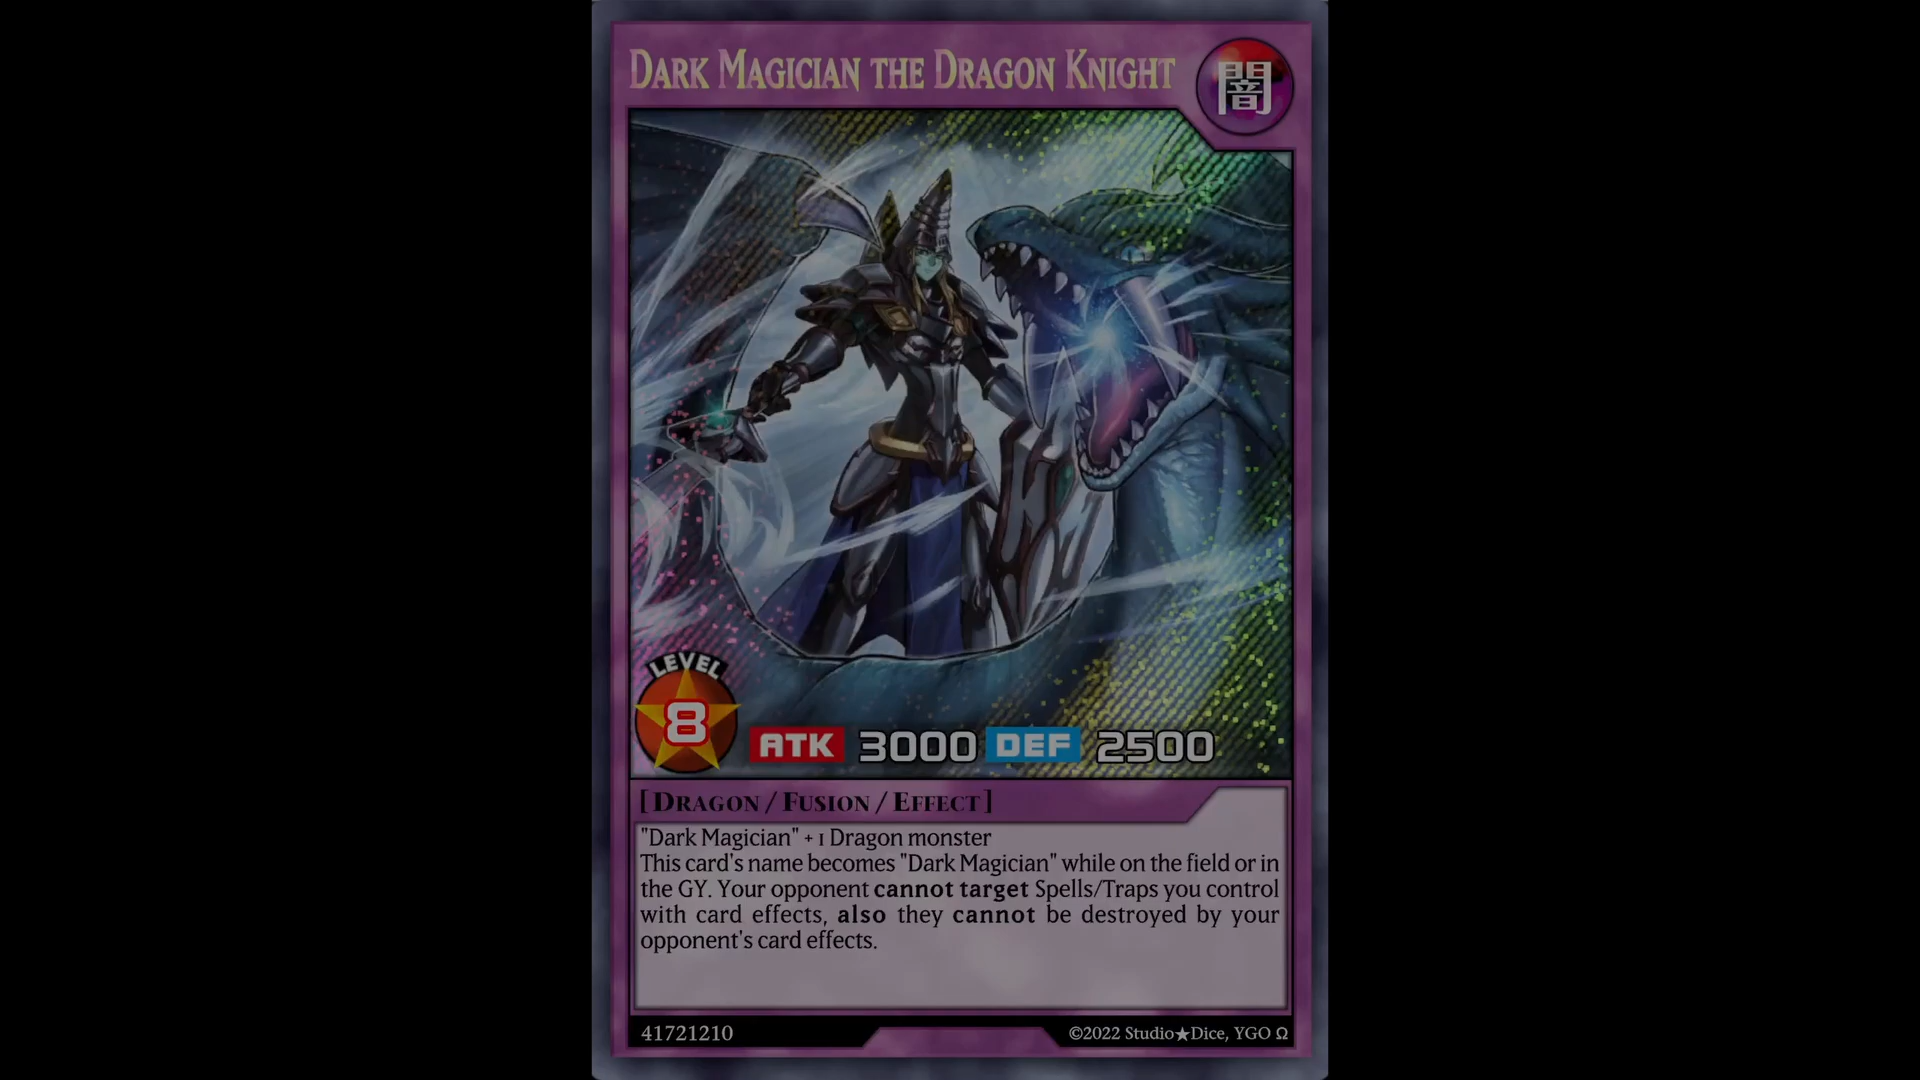 DARK MAGICIAN THE DRAGON KNIGHT
闇
LEVEL
8
ATK 3000 DEF 2500
[DRAGON / FUSION / EFFECT]
"Dark Magician" + 1 Dragon monster
This card's name becomes "Dark Magician" while on the field or in
the GY. Your opponent cannot target Spells/Traps you control
with card effects, also they cannot be destroyed by your
opponent's card effects.
41721210
©2022 Studio★Dice, YGO Ω